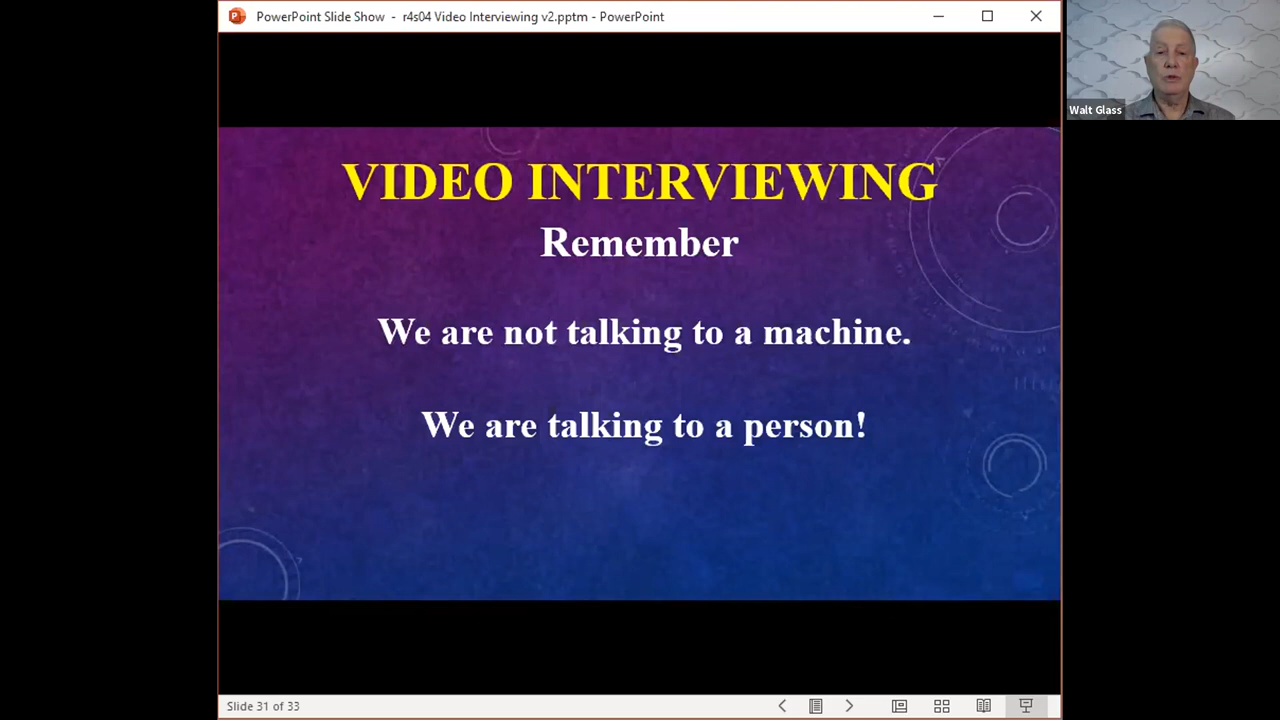 PowerPoint Slide Show - r4s04 Video Interviewing v2.pptm - PowerPoint
Walt Glass
VIDEO INTERVIEWING
Remember
We are not talking to a machine.
We are talking to a person!
Slide 31 of 33